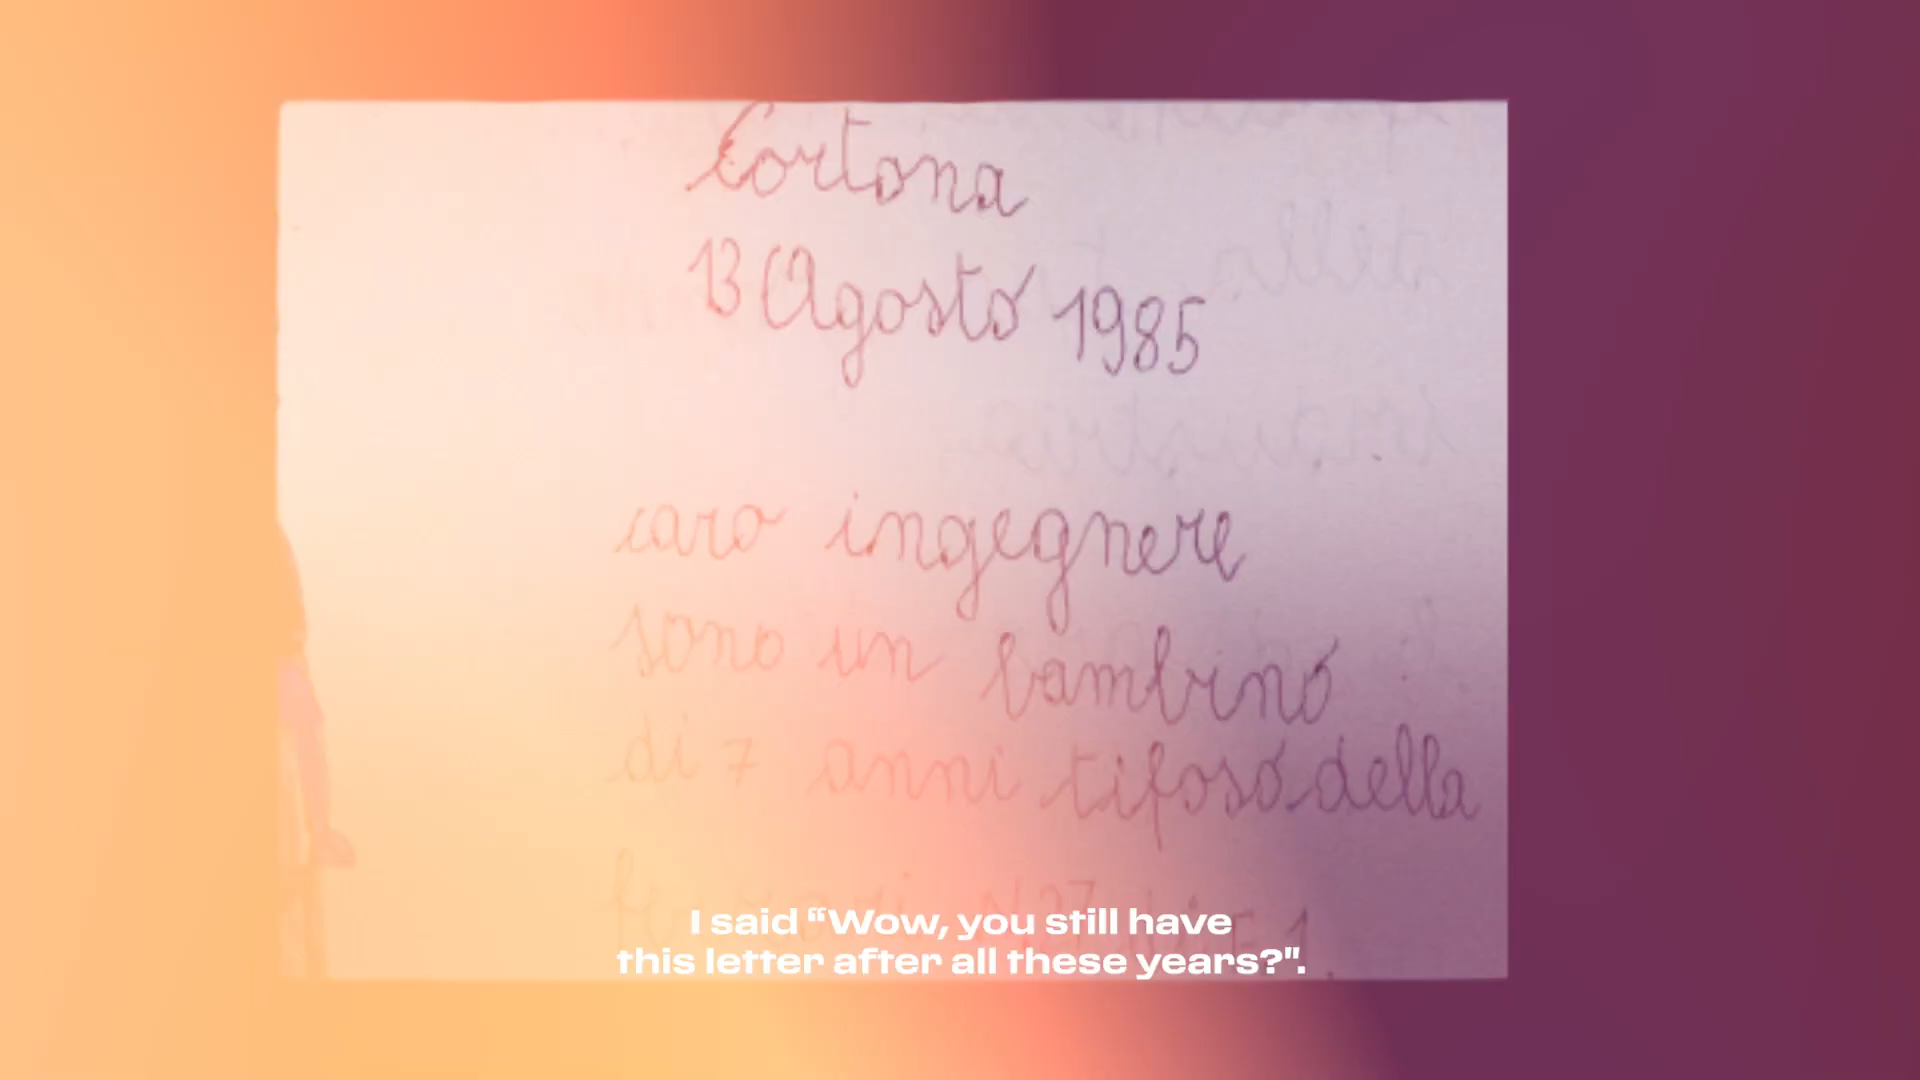 Cortona
13 Agosto 1985
caro ingegnere
sono un bambino
di 7 anni tifoso della
I said “Wow, you still have
this letter after all these years?”.